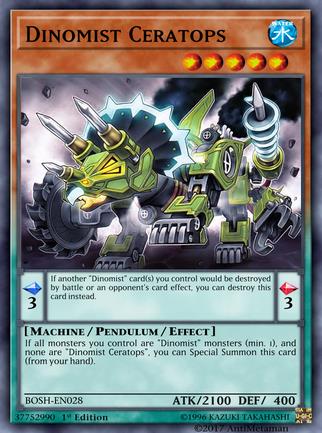 DINOMIST CERATOPS
WATER
水
If another "Dinomist" card(s) you control would be destroyed
by battle or an opponent's card effect, you can destroy this
card instead.
3
3
[Machine / Pendulum / Effect]
If all monsters you control are "Dinomist" monsters (min. 1), and
none are "Dinomist Ceratops", you can Special Summon this card
(from your hand).
BOSH-EN028
ATK/2100 DEF/ 400
37752990
1st Edition
©1996 KAZUKI TAKAHASHI
©2017 AntiMetaman